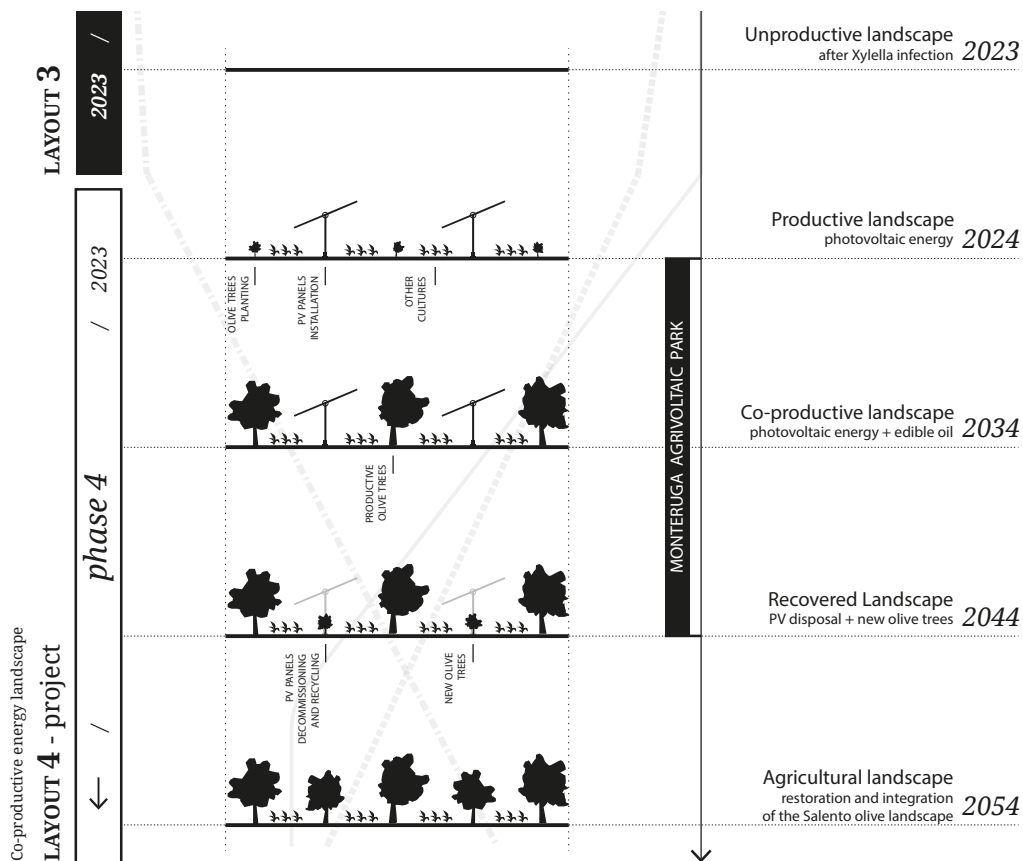 Unproductive landscape
after Xylella infection 2023
LAYOUT 3
2023 /
Productive landscape
photovoltaic energy 2024
/ 2023
OLIVE TREES
PLANTING
PV PANELS
INSTALLATION
OTHER
CULTURES
MONTERUGA AGRIVOLTAIC PARK
Co-productive landscape
photovoltaic energy + edible oil 2034
phase 4
PRODUCTIVE
OLIVE TREES
Recovered Landscape
PV disposal + new olive trees 2044
PV PANELS
DECOMMISSIONING
AND RECYCLING
NEW OLIVE
TREES
/
Co-productive energy landscape
LAYOUT 4 - project
Agricultural landscape
restoration and integration
of the Salento olive landscape 2054